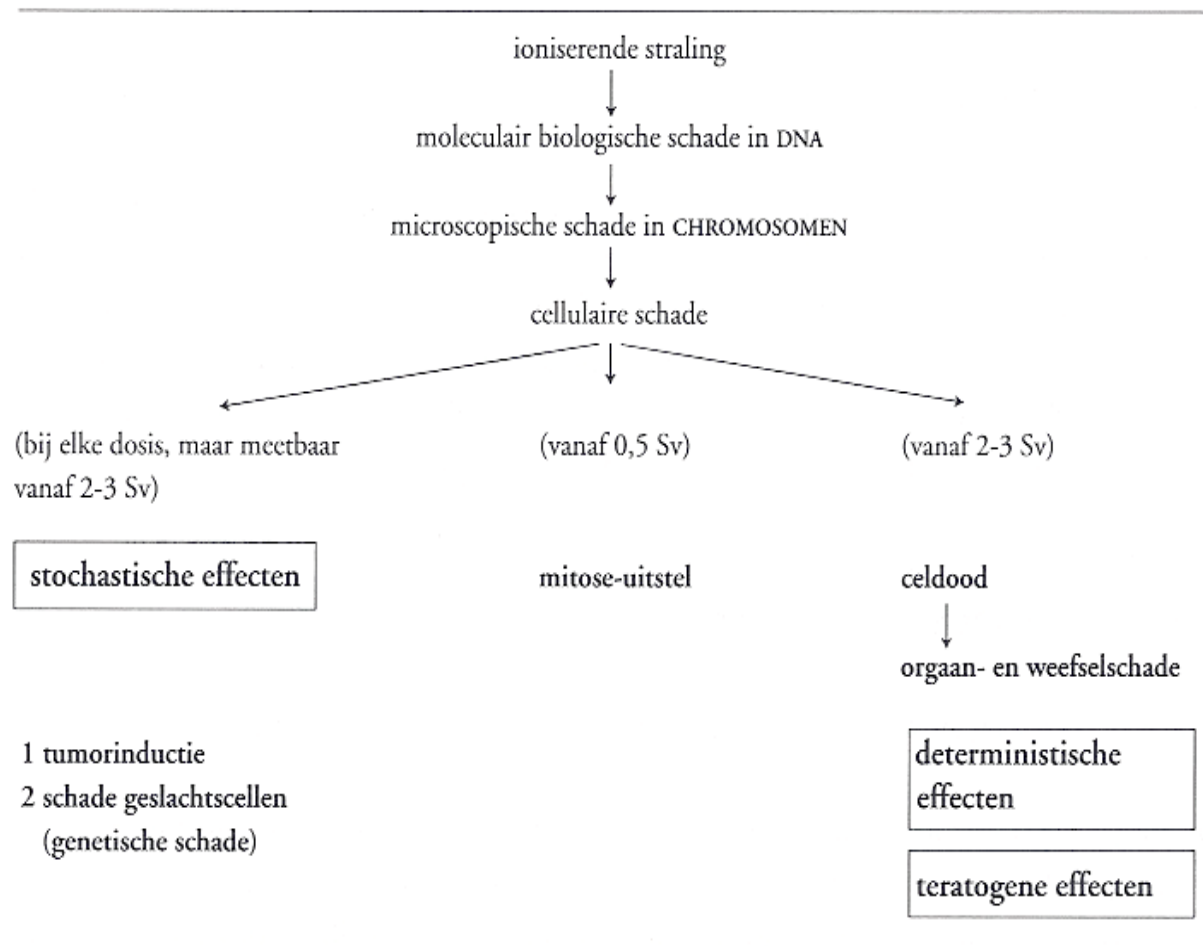 ioniserende straling
moleculair biologische schade in DNA
microscopische schade in CHROMOSOMEN
cellulaire schade
(bij elke dosis, maar meetbaar
vanaf 2-3 Sv)
(vanaf 0,5 Sv)
(vanaf 2-3 Sv)
stochastische effecten
mitose-uitstel
celdood
orgaan- en weefselschade
1 tumorinductie
2 schade geslachtscellen
(genetische schade)
deterministische
effecten
teratogene effecten